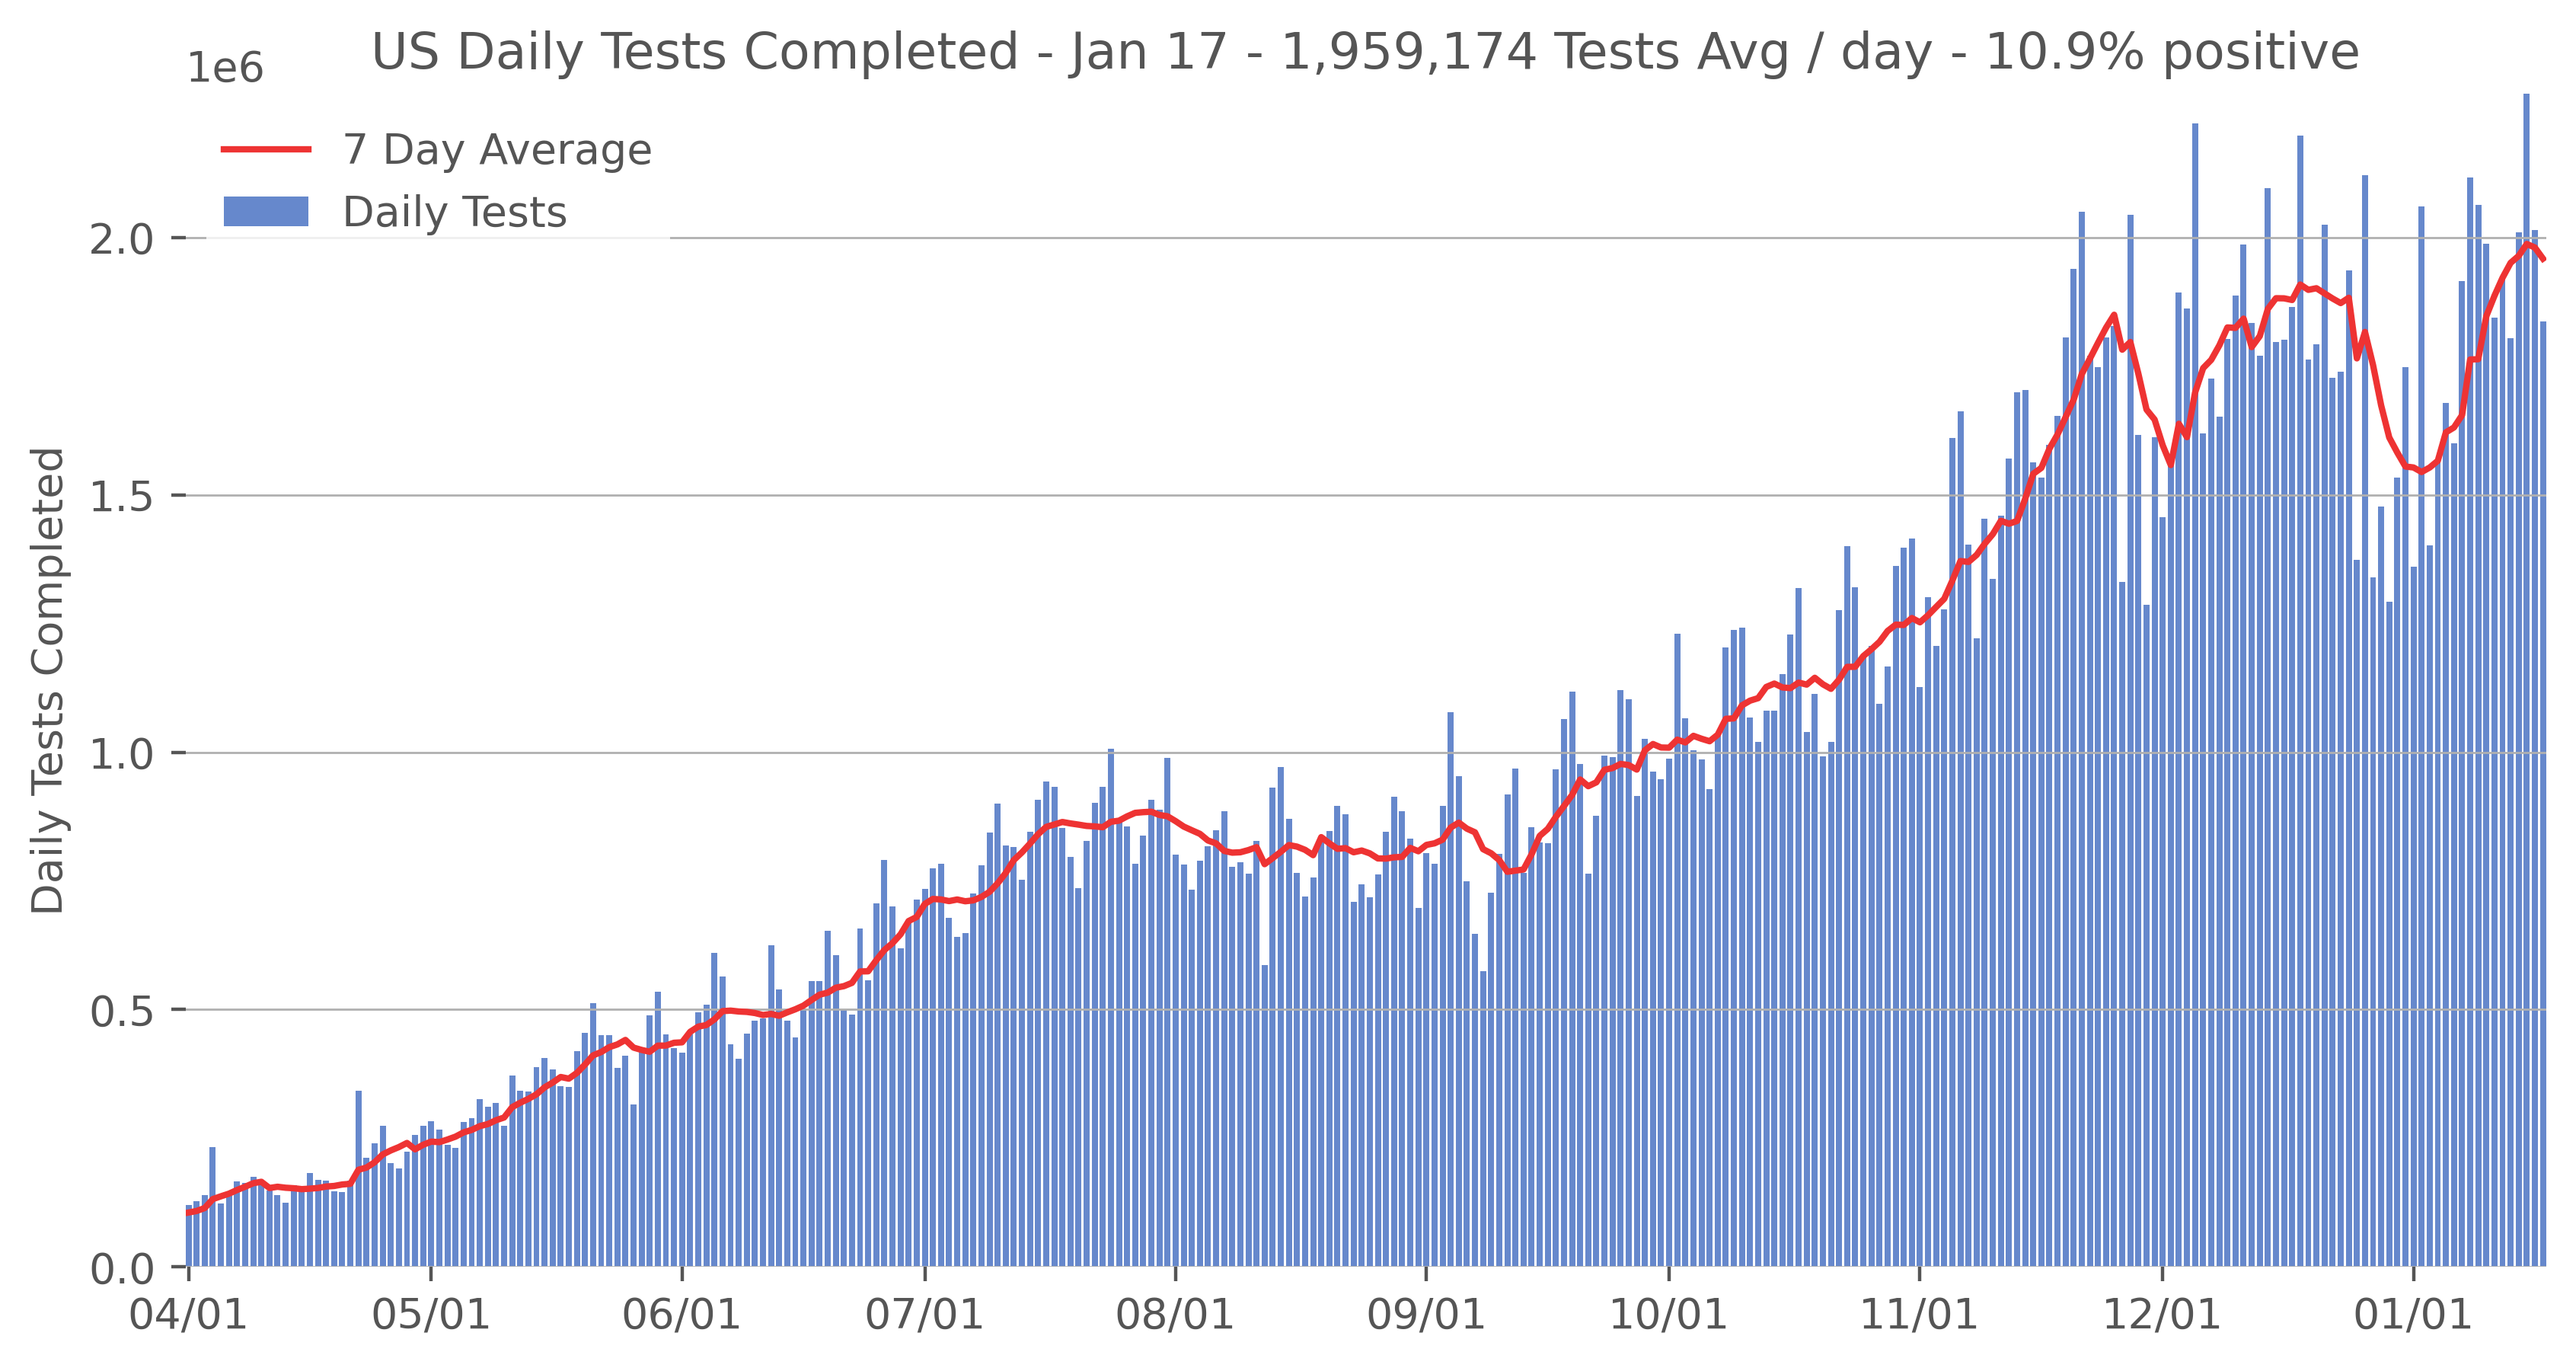 US Daily Tests Completed - Jan 17 - 1,959,174 Tests Avg / day - 10.9% positive
1e6
7 Day Average
Daily Tests
2.0
1.5
1.0
0.5
0.0
Daily Tests Completed
04/01 05/01 06/01 07/01 08/01 09/01 10/01 11/01 12/01 01/01